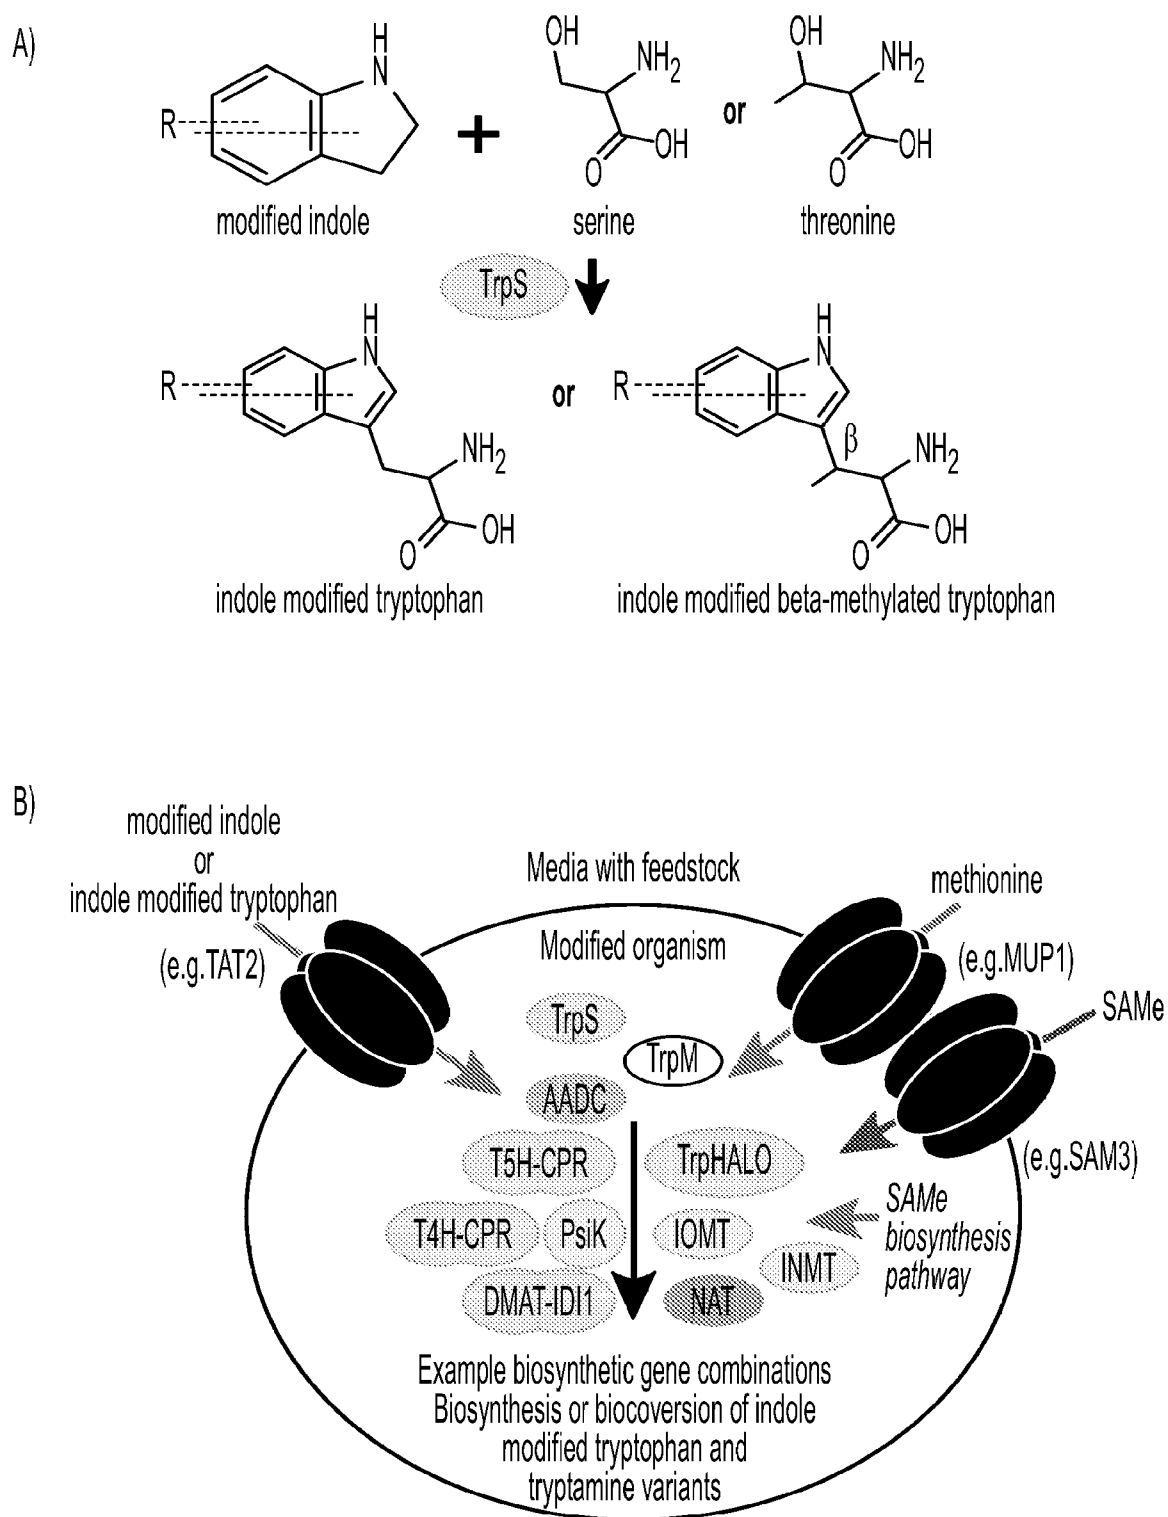 A)
H
N
R
modified indole
+
OH
NH2
O
OH
serine
or
OH
NH2
O
OH
threonine
TrpS
H
N
R
NH2
O
OH
indole modified tryptophan
or
H
N
R
β
NH2
O
OH
indole modified beta-methylated tryptophan
B)
modified indole
or
indole modified tryptophan
(e.g.TAT2)
Media with feedstock
Modified organism
methionine
(e.g.MUP1)
SAMe
(e.g.SAM3)
TrpS
TrpM
AADC
T5H-CPR
TrpHALO
T4H-CPR
PsiK
IOMT
INMT
DMAT-IDI1
NAT
SAMe
biosynthesis
pathway
Example biosynthetic gene combinations
Biosynthesis or biocoversion of indole
modified tryptophan and
tryptamine variants